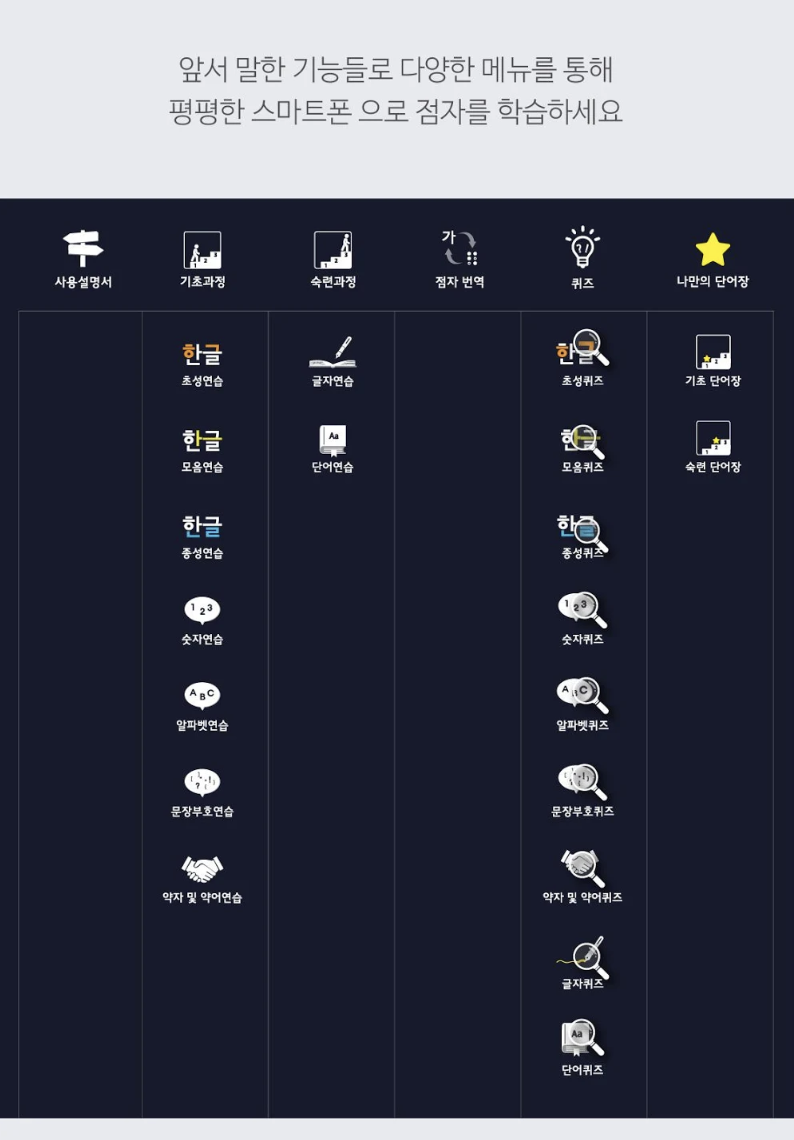 앞서 말한 기능들로 다양한 메뉴를 통해
평평한 스마트폰 으로 점자를 학습하세요
가
사용설명서 기초과정 숙련과정 점자 번역 퀴즈 나만의 단어장
한글 한글
초성연습 글자연습 초성퀴즈 기초 단어장
한글 Aa 한글
모음연습 단어연습 모음퀴즈 숙련 단어장
한글 한글
종성연습 종성퀴즈
1 2 3 1 2 3
숫자연습 숫자퀴즈
A B C A B C
알파벳연습 알파벳퀴즈
문장부호연습 문장부호퀴즈
약자 및 약어연습 약자 및 약어퀴즈
글자퀴즈
Aa
단어퀴즈